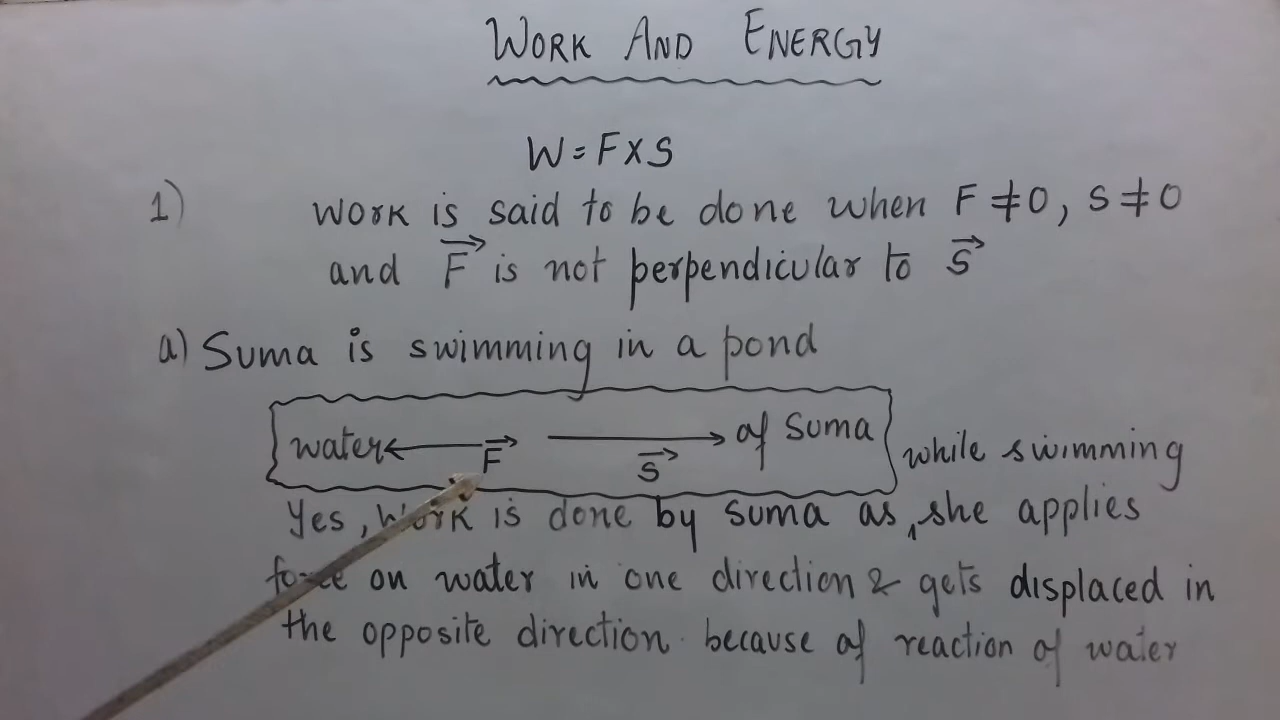 WORK AND ENERGY
W = F X S
1) Work is said to be done when F ≠ 0, S ≠ 0
and F⃗ is not perpendicular to S⃗
a) Suma is swimming in a pond
water ← F⃗ → S⃗ of Suma
while swimming
Yes, work is done by Suma as, she applies
force on water in one direction & gets displaced in
the opposite direction because of reaction of water